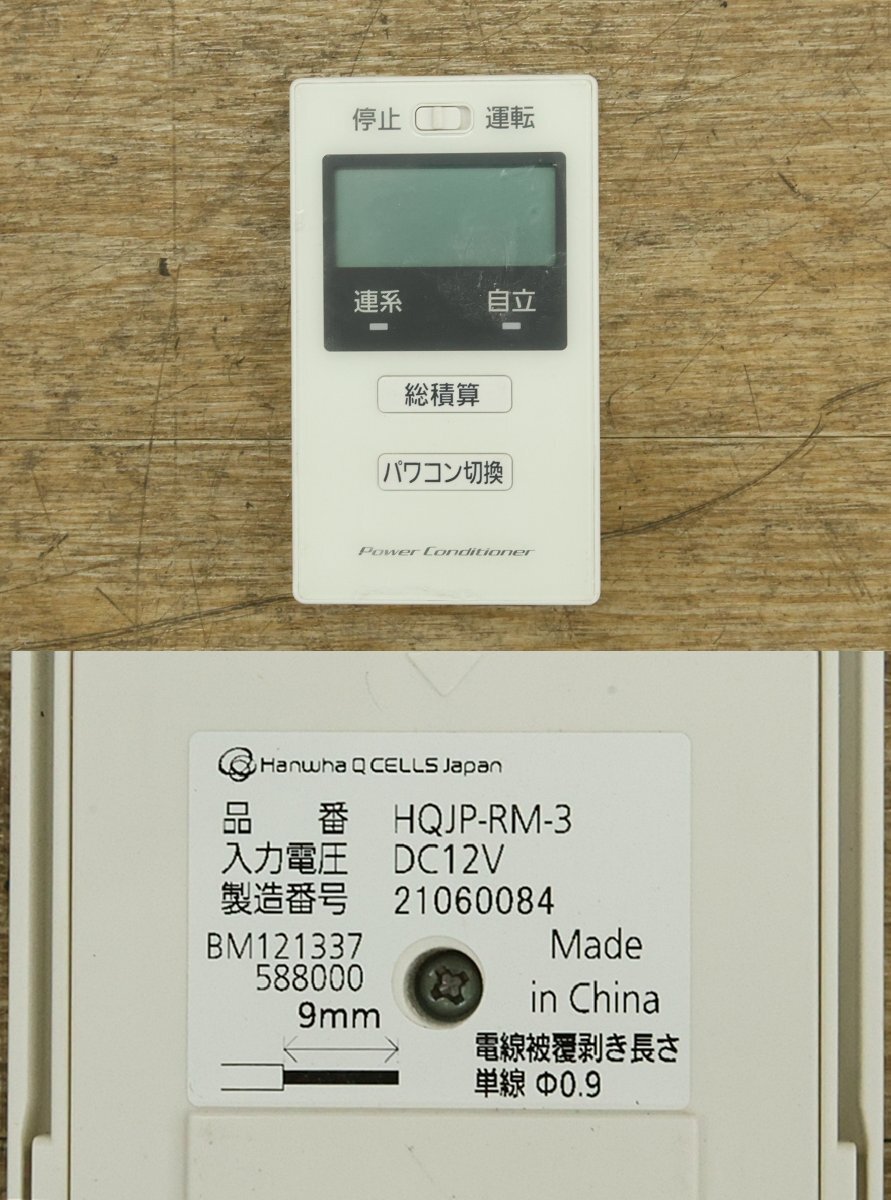 停止 運転
連系 自立
総積算
パワコン切換
Power Conditioner
Hanwha Q CELLS Japan
品 番 HQJP-RM-3
入力電圧 DC12V
製造番号 21060084
BM121337
588000
Made
in China
9mm
電線被覆剥き長さ
単線 Φ0.9